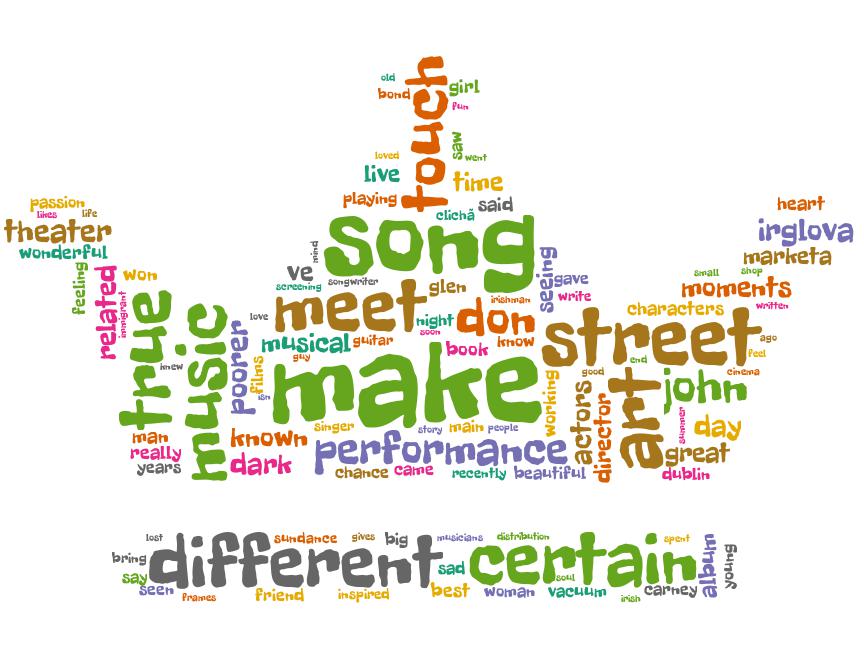 old
touch
bond
girl
fun
saw
went
loved
live
time
playing
said
clichã
passion
likes
life
theater
wonderful
heart
irglova
marketa
song
mind
ve
screening
songwriter
seeing
gave
write
small
shop
moments
written
characters
feeling
related
won
immigrant
true
music
poorer
love
meet
glen
irishman
night
soon
don
know
musical
guitar
book
guy
films
isn
knew
make
street
ago
feel
end
cinema
good
working
actors
director
art
john
summer
day
great
dublin
man
really
years
known
dark
singer
story
main
people
performance
chance
came
recently
beautiful
lost
sundance
gives
big
musicians
distribution
spent
bring
different
sad
certain
soul
album
young
say
seen
frames
friend
inspired
best
woman
vacuum
irish
carney